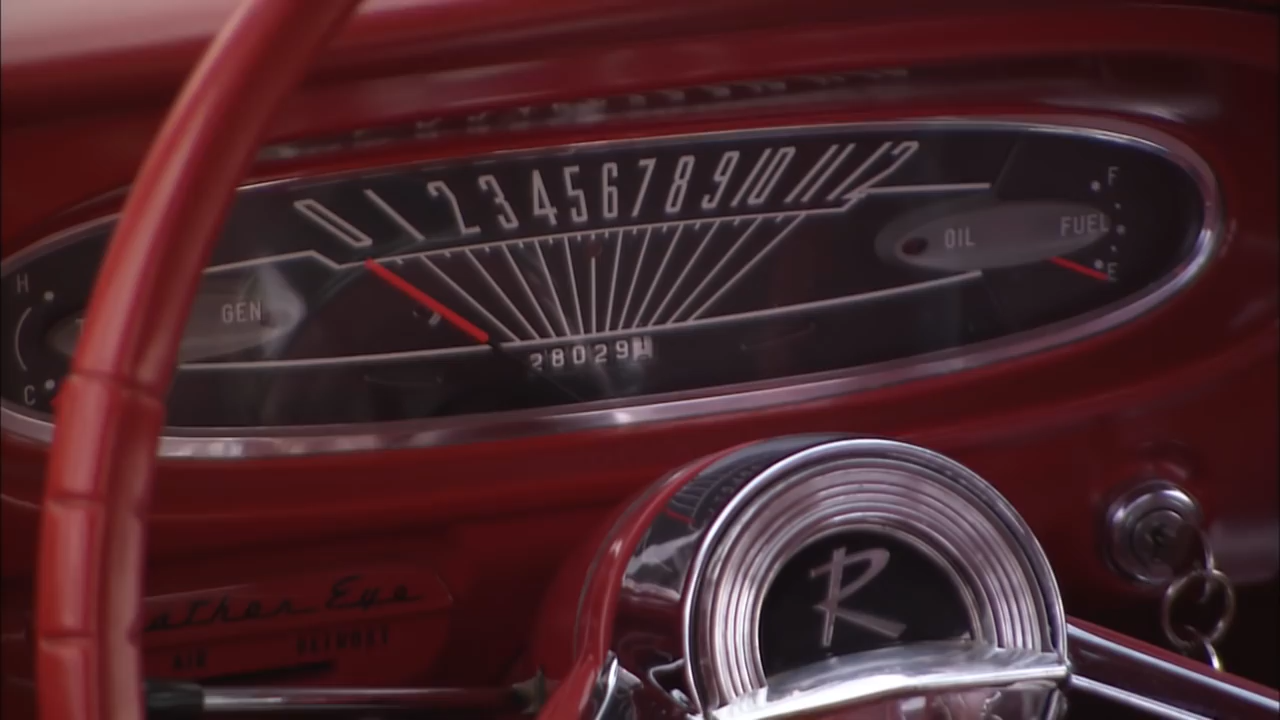 0 1 2 3 4 5 6 7 8 9 10 11 12
H
C
GEN
OIL
FUEL
F
E
28029
R
ather Eye
AIR
DEFROST